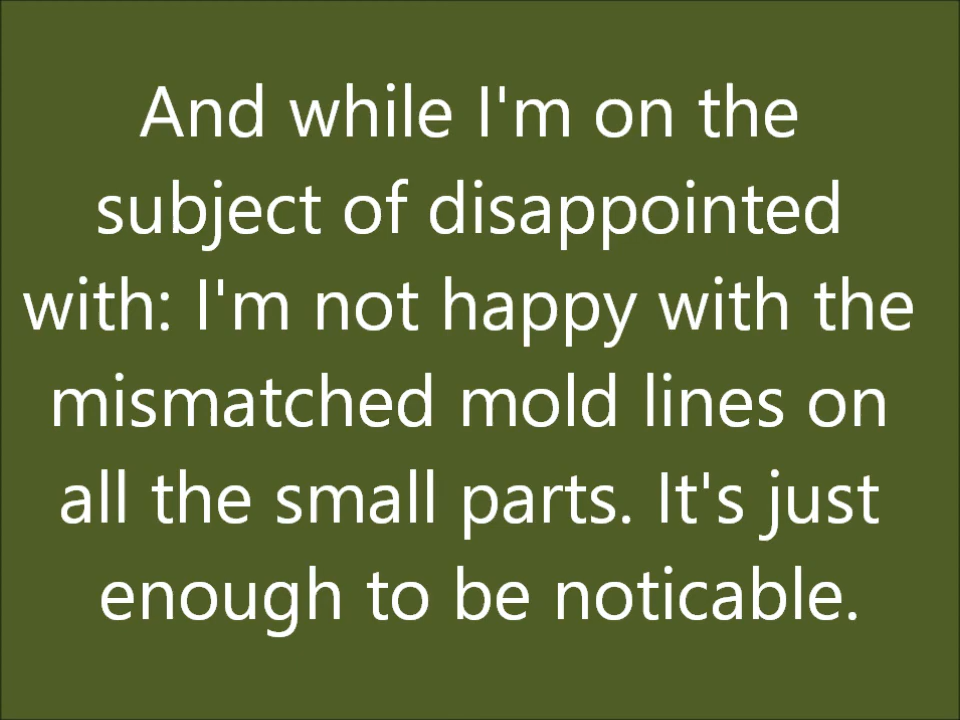 And while I'm on the
subject of disappointed
with: I'm not happy with the
mismatched mold lines on
all the small parts. It's just
enough to be noticable.